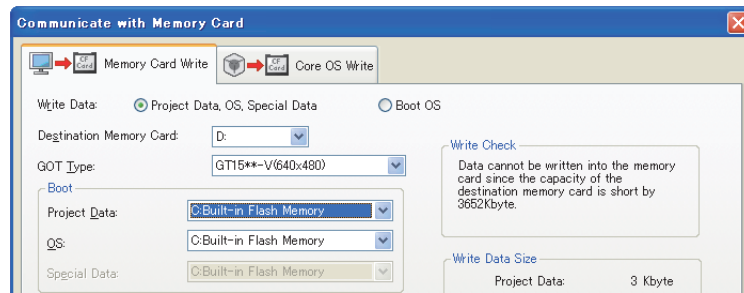 Communicate with Memory Card
CF Card Memory Card Write CF Card Core OS Write
Write Data: Project Data, OS, Special Data Boot OS
Destination Memory Card: D:
GOT Type: GT15**-V(640x480)
Boot
Project Data: C:Built-in Flash Memory
OS: C:Built-in Flash Memory
Special Data: C:Built-in Flash Memory
Write Check
Data cannot be written into the memory
card since the capacity of the
destination memory card is short by
3652Kbyte.
Write Data Size
Project Data: 3 Kbyte